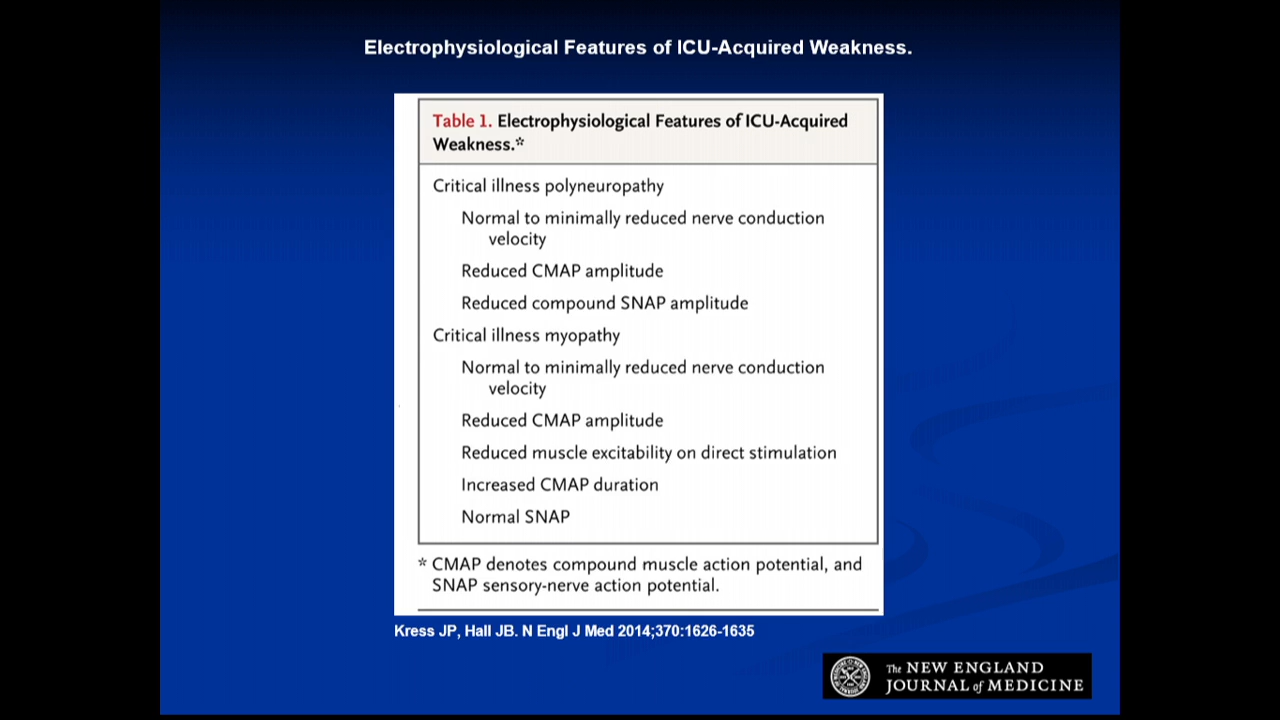 Electrophysiological Features of ICU-Acquired Weakness.
Table 1. Electrophysiological Features of ICU-Acquired
Weakness.*
Critical illness polyneuropathy
Normal to minimally reduced nerve conduction
velocity
Reduced CMAP amplitude
Reduced compound SNAP amplitude
Critical illness myopathy
Normal to minimally reduced nerve conduction
velocity
Reduced CMAP amplitude
Reduced muscle excitability on direct stimulation
Increased CMAP duration
Normal SNAP
* CMAP denotes compound muscle action potential, and
SNAP sensory-nerve action potential.
Kress JP, Hall JB. N Engl J Med 2014;370:1626-1635
The NEW ENGLAND
JOURNAL of MEDICINE